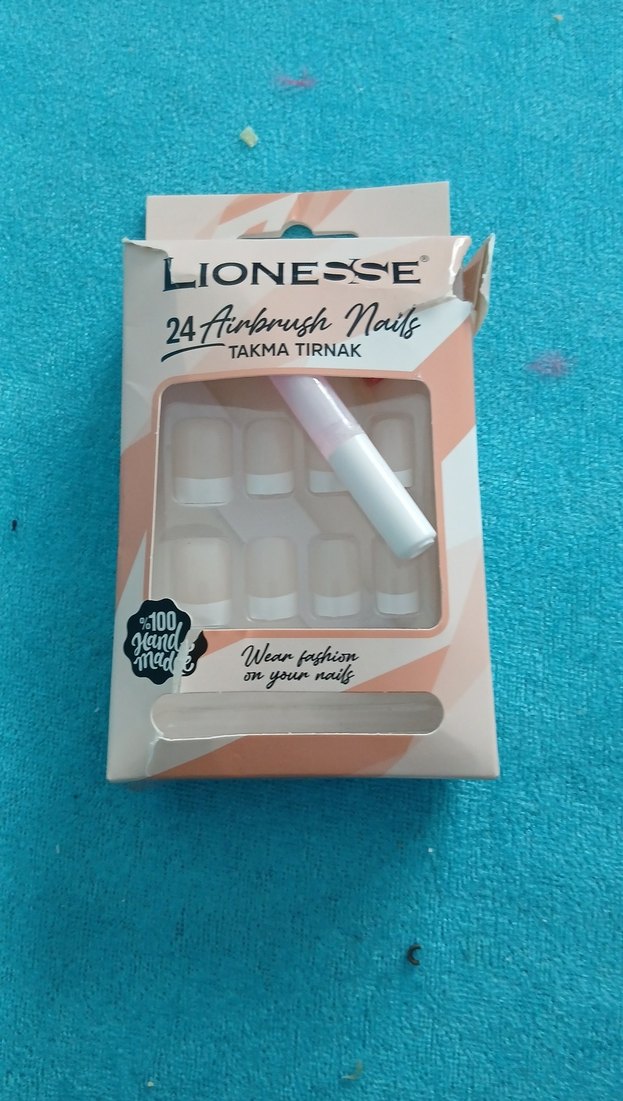 LIONESSE®
24 Airbrush Nails
TAKMA TIRNAK
%100
Hand
made
Wear fashion
on your nails